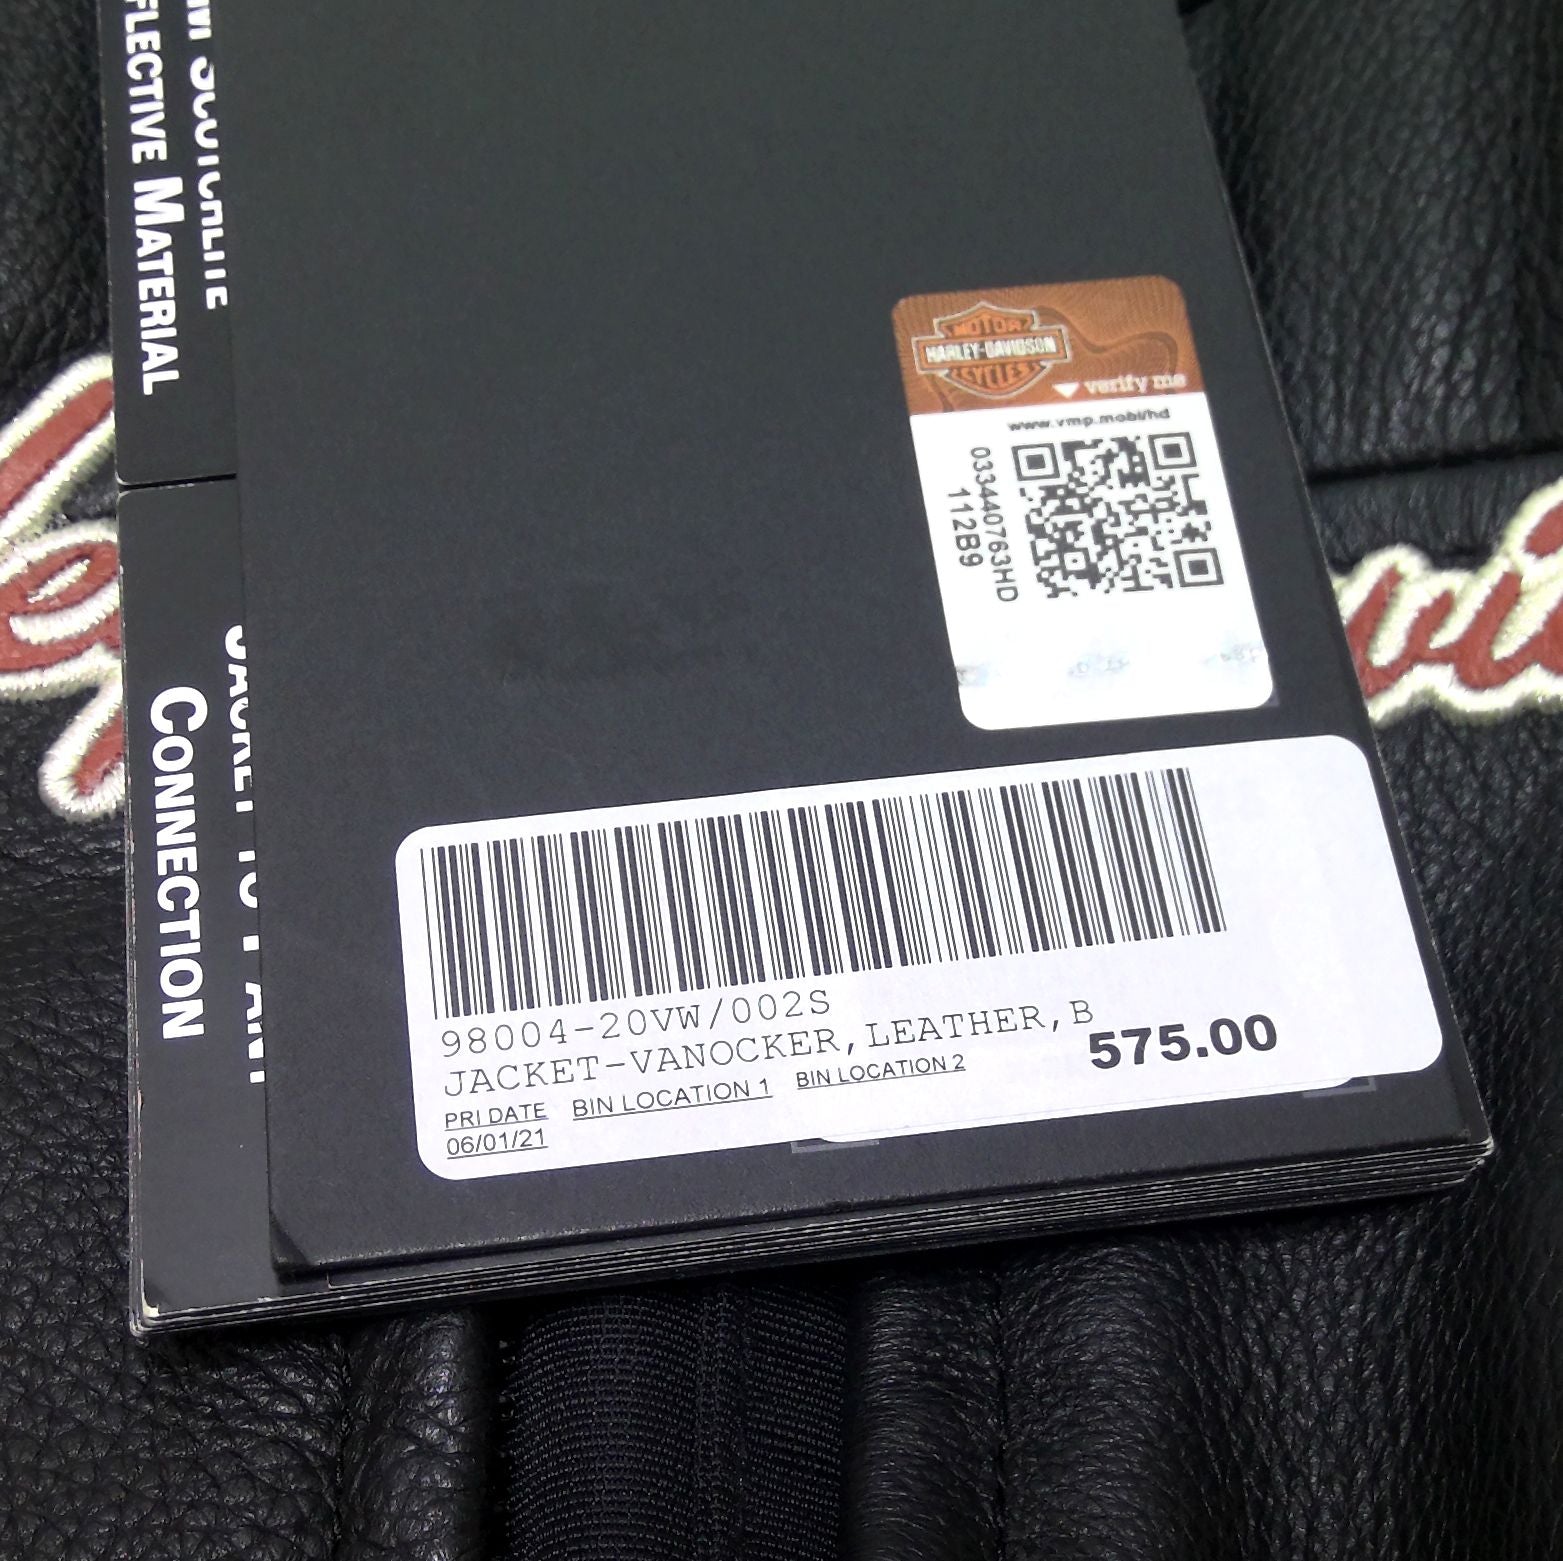 FLECTIVE MATERIAL
CONNECTION
MOTOR
HARLEY-DAVIDSON
CYCLES
verify me
www.vmp.mobi/hd
033440763HD
112B9
98004-20VW/002S
JACKET-VANOCKER, LEATHER, B
575.00
PRI DATE BIN LOCATION 1 BIN LOCATION 2
06/01/21